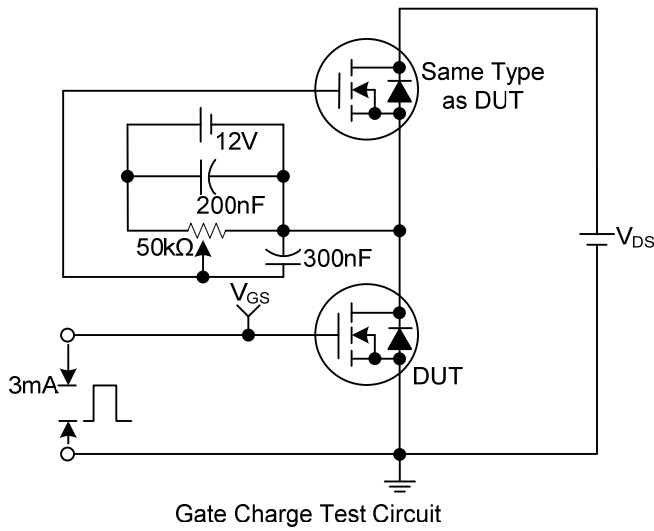 Same Type
as DUT
12V
200nF
50kΩ
300nF
VDS
VGS
DUT
3mA
Gate Charge Test Circuit